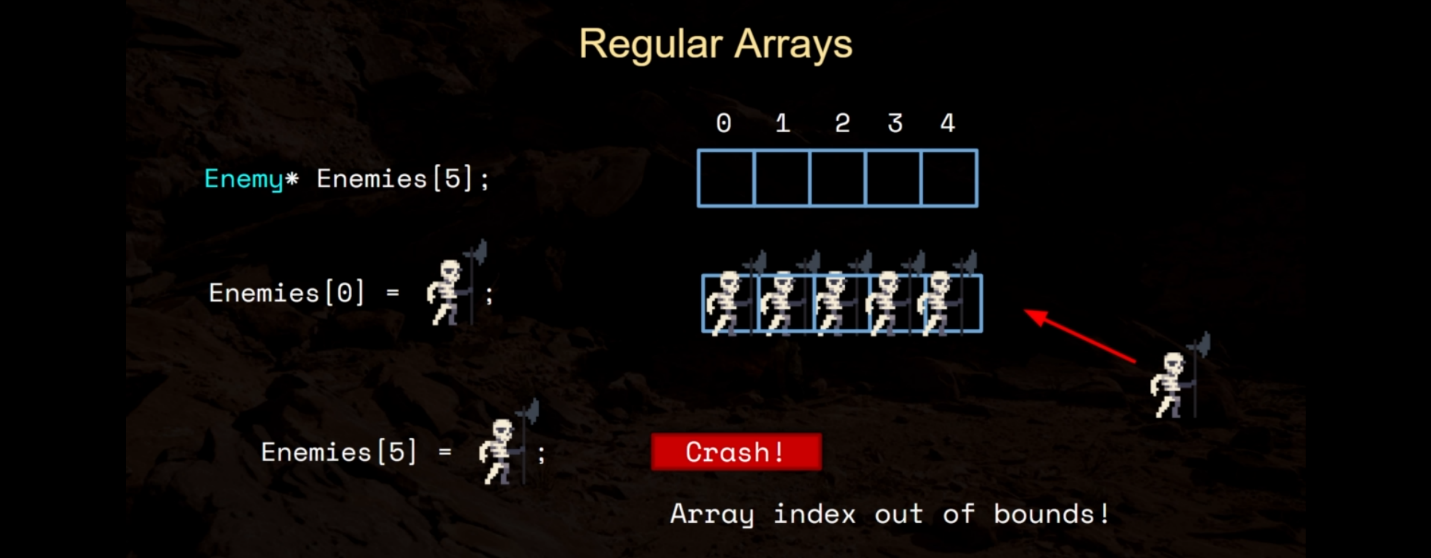 Regular Arrays
0 1 2 3 4
Enemy* Enemies[5];
Enemies[0] = ;
Enemies[5] = ;
Crash!
Array index out of bounds!